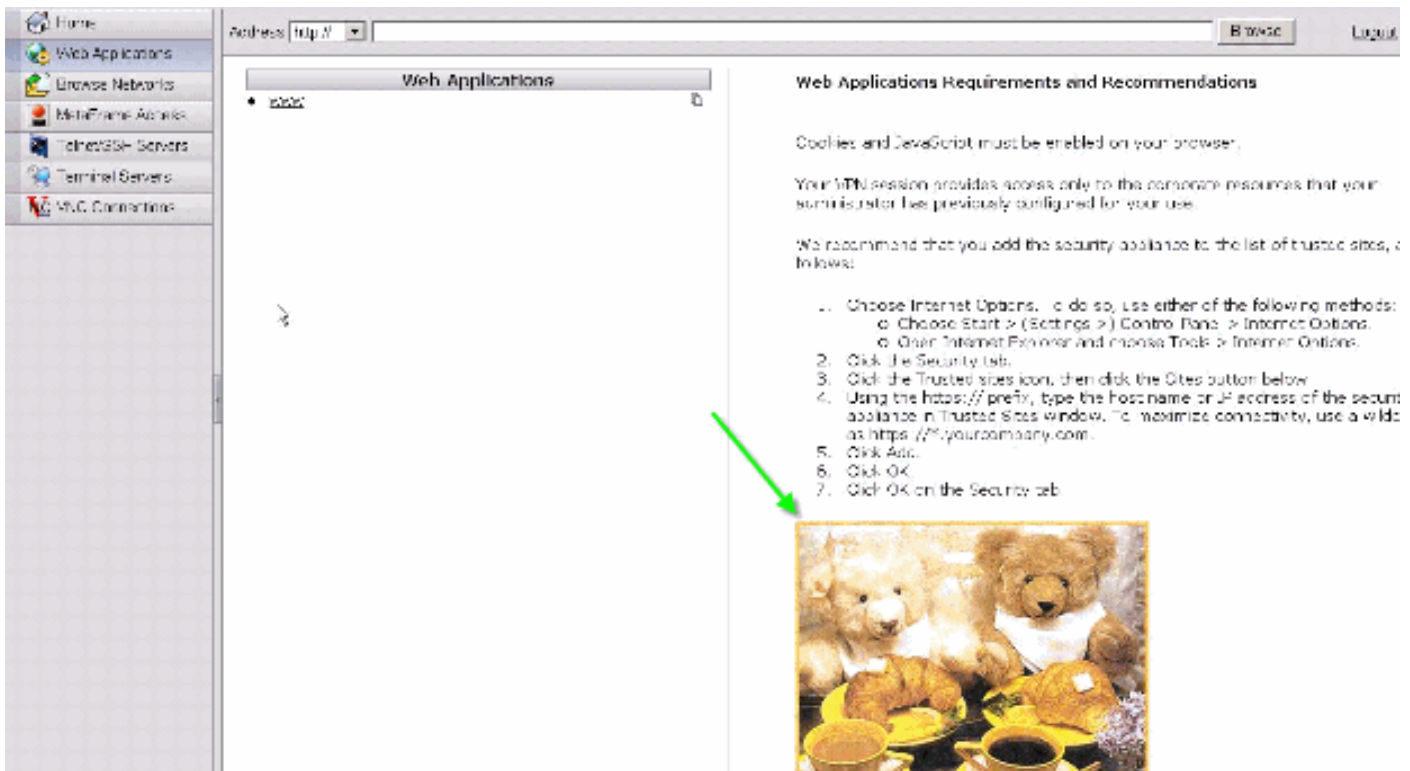 Home
Address http:// Browse Logout
Web Applications
Browse Networks
MetaFrame Access
Telnet/SSH Servers
Terminal Servers
VNC Connections
Web Applications
Web Applications Requirements and Recommendations
Cookies and JavaScript must be enabled on your browser.
Your VPN session provides access only to the corporate resources that your
administrator has previously configured for your use.
We recommend that you add the security appliance to the list of trusted sites, a
follows:
1. Choose Internet Options. To do so, use either of the following methods:
o Choose Start > (Settings >) Control Panel > Internet Options.
o Open Internet Explorer and choose Tools > Internet Options.
2. Click the Security tab.
3. Click the Trusted sites icon, then click the Sites button below
4. Using the https:// prefix, type the host name or IP address of the securit
appliance in Trusted Sites window. To maximize connectivity, use a wildc
as https://*.yourcompany.com.
5. Click Add.
6. Click OK.
7. Click OK on the Security tab